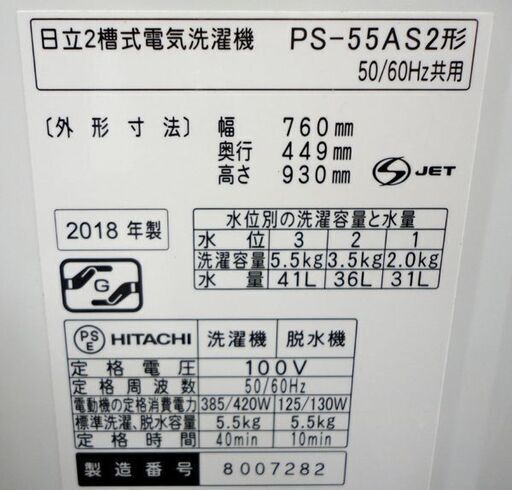 日立2槽式電気洗濯機 PS-55AS2形
50/60Hz共用
〔外形寸法〕 幅 760mm
奥行 449mm
高さ 930mm
JET
2018年製
水位別の洗濯容量と水量
水位 3 2 1
洗濯容量 5.5kg 3.5kg 2.0kg
水量 41L 36L 31L
G
PSE HITACHI 洗濯機 脱水機
定格電圧 100V
定格周波数 50/60Hz
電動機の定格消費電力 385/420W 125/130W
標準洗濯、脱水容量 5.5kg 5.5kg
定格時間 40min 10min
製造番号 8007282